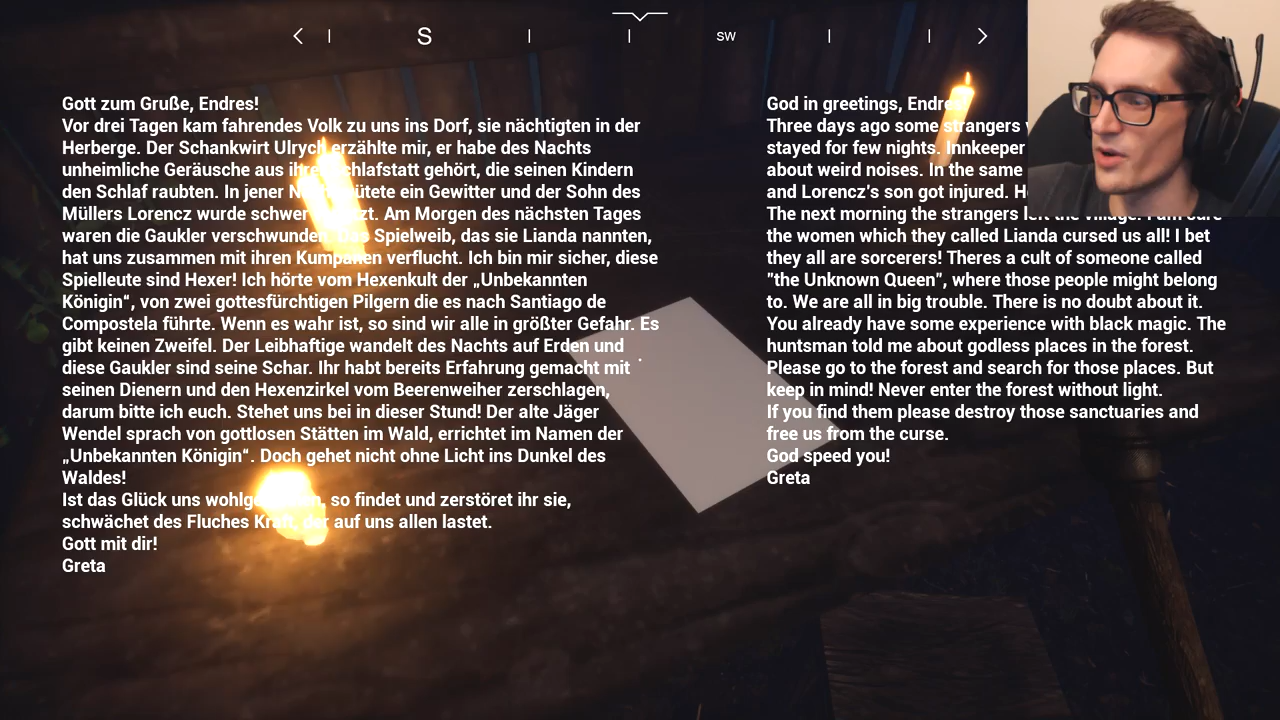 S
SW
Gott zum Gruße, Endres!
Vor drei Tagen kam fahrendes Volk zu uns ins Dorf, sie nächtigten in der
Herberge. Der Schankwirt Ulrych erzählte mir, er habe des Nachts
unheimliche Geräusche aus ihrer Schlafstatt gehört, die seinen Kindern
den Schlaf raubten. In jener Nacht wütete ein Gewitter und der Sohn des
Müllers Lorencz wurde schwer verletzt. Am Morgen des nächsten Tages
waren die Gaukler verschwunden. Das Spielweib, das sie Lianda nannten,
hat uns zusammen mit ihren Kumpanen verflucht. Ich bin mir sicher, diese
Spielleute sind Hexer! Ich hörte vom Hexenkult der „Unbekannten
Königin“, von zwei gottesfürchtigen Pilgern die es nach Santiago de
Compostela führte. Wenn es wahr ist, so sind wir alle in größter Gefahr. Es
gibt keinen Zweifel. Der Leibhaftige wandelt des Nachts auf Erden und
diese Gaukler sind seine Schar. Ihr habt bereits Erfahrung gemacht mit
seinen Dienern und den Hexenzirkel vom Beerenweiher zerschlagen,
darum bitte ich euch. Stehet uns bei in dieser Stund! Der alte Jäger
Wendel sprach von gottlosen Stätten im Wald, errichtet im Namen der
„Unbekannten Königin“. Doch gehet nicht ohne Licht ins Dunkel des
Waldes!
Ist das Glück uns, so findet und zerstöret ihr sie,
schwächet des Fluches Kraft, der auf uns allen lastet.
Gott mit dir!
Greta
God in greetings, Endres!
Three days ago some strangers
stayed for few nights. Innkeeper
about weird noises. In the same
and Lorencz's son got injured.
The next morning the strangers left the village. I am sure
the women which they called Lianda cursed us all! I bet
they all are sorcerers! Theres a cult of someone called
"the Unknown Queen", where those people might belong
to. We are all in big trouble. There is no doubt about it.
You already have some experience with black magic. The
huntsman told me about godless places in the forest.
Please go to the forest and search for those places. But
keep in mind! Never enter the forest without light.
If you find them please destroy those sanctuaries and
free us from the curse.
God speed you!
Greta